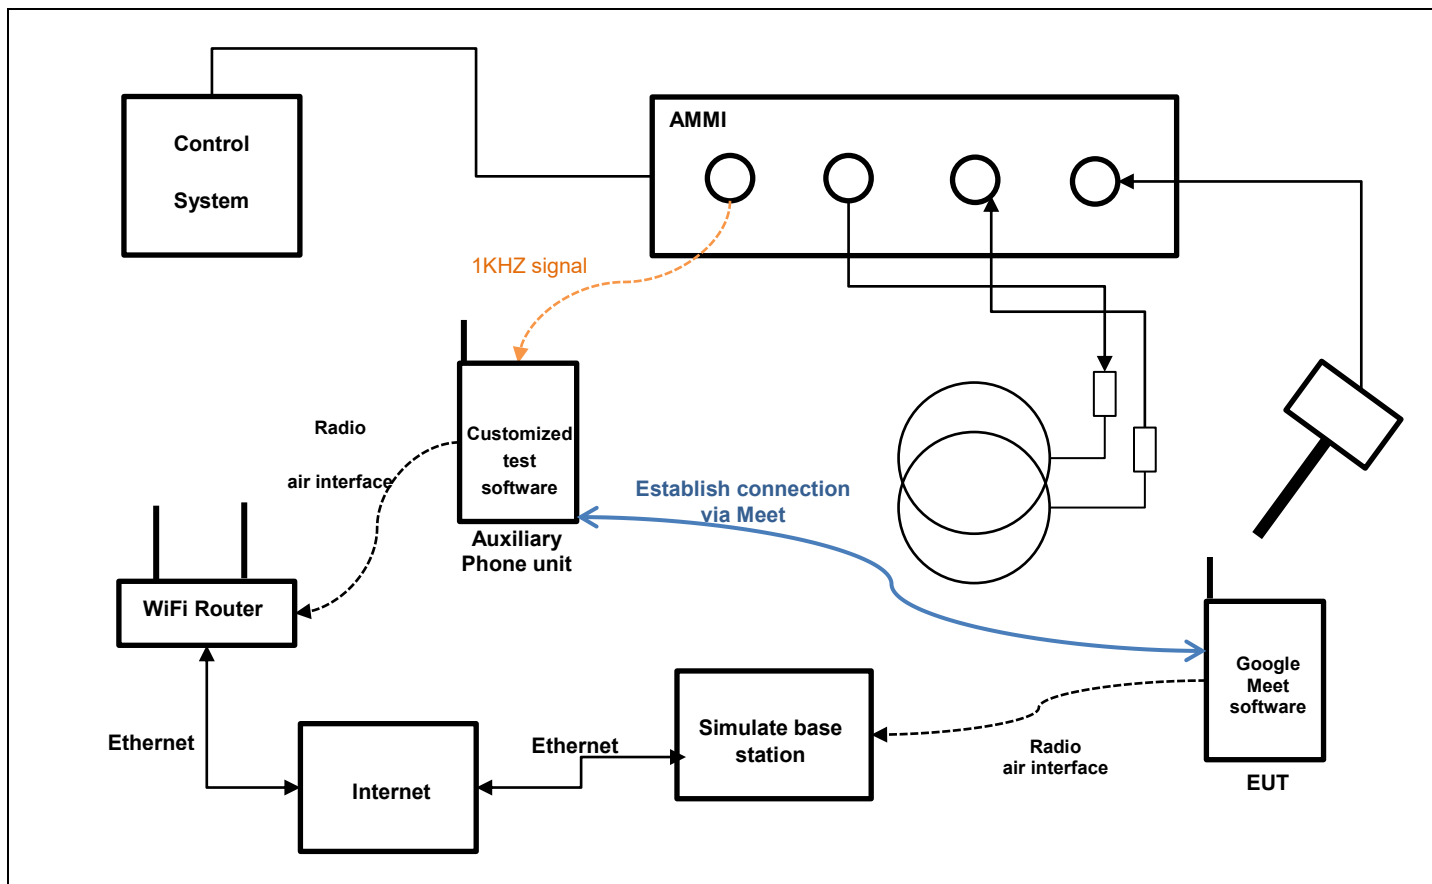 AMMI
Control
System
1KHZ signal
Radio
air interface
Customized
test
software
Establish connection
via Meet
Auxiliary
Phone unit
WiFi Router
Google
Meet
software
Simulate base
station
Ethernet
Ethernet
Radio
air interface
EUT
Internet